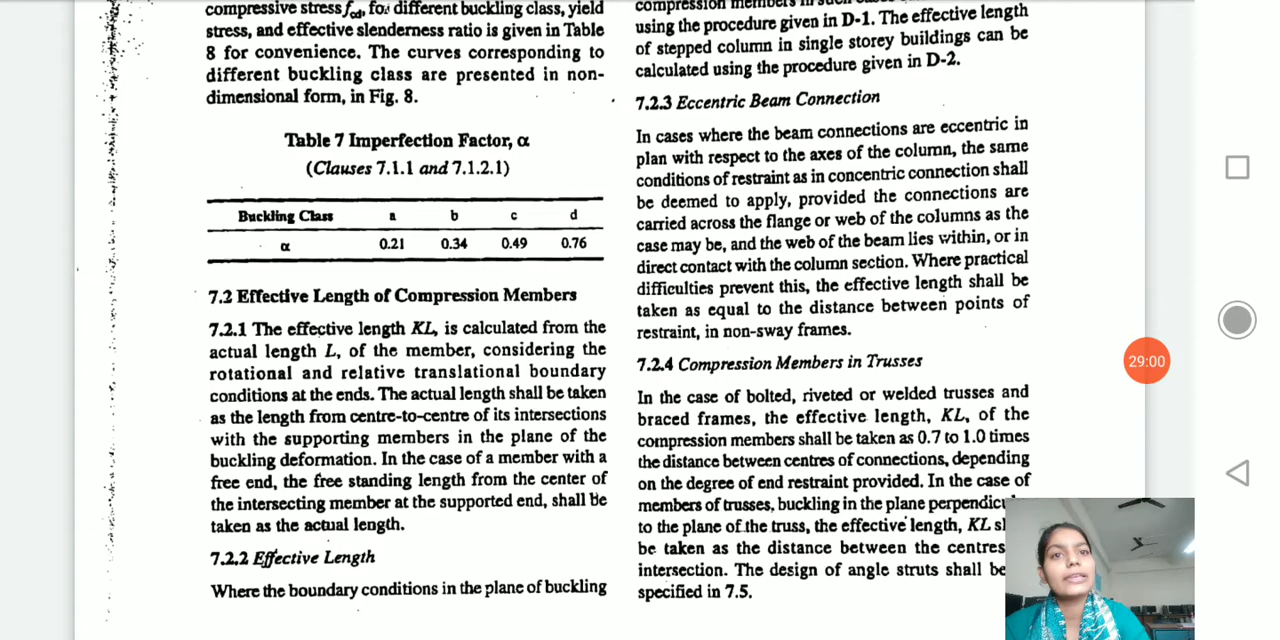 compressive stress f_cd, for different buckling class, yield
stress, and effective slenderness ratio is given in Table
8 for convenience. The curves corresponding to
different buckling class are presented in non-
dimensional form, in Fig. 8.
Table 7 Imperfection Factor, α
(Clauses 7.1.1 and 7.1.2.1)
Buckling Class a b c d
α 0.21 0.34 0.49 0.76
7.2 Effective Length of Compression Members
7.2.1 The effective length KL, is calculated from the
actual length L, of the member, considering the
rotational and relative translational boundary
conditions at the ends. The actual length shall be taken
as the length from centre-to-centre of its intersections
with the supporting members in the plane of the
buckling deformation. In the case of a member with a
free end, the free standing length from the center of
the intersecting member at the supported end, shall be
taken as the actual length.
7.2.2 Effective Length
Where the boundary conditions in the plane of buckling
compression members in such
using the procedure given in D-1. The effective length
of stepped column in single storey buildings can be
calculated using the procedure given in D-2.
7.2.3 Eccentric Beam Connection
In cases where the beam connections are eccentric in
plan with respect to the axes of the column, the same
conditions of restraint as in concentric connection shall
be deemed to apply, provided the connections are
carried across the flange or web of the columns as the
case may be, and the web of the beam lies within, or in
direct contact with the column section. Where practical
difficulties prevent this, the effective length shall be
taken as equal to the distance between points of
restraint, in non-sway frames.
7.2.4 Compression Members in Trusses
In the case of bolted, riveted or welded trusses and
braced frames, the effective length, KL, of the
compression members shall be taken as 0.7 to 1.0 times
the distance between centres of connections, depending
on the degree of end restraint provided. In the case of
members of trusses, buckling in the plane
to the plane of the truss, the effective length, KL
be taken as the distance between the centres
intersection. The design of angle struts shall be
specified in 7.5.
29:00